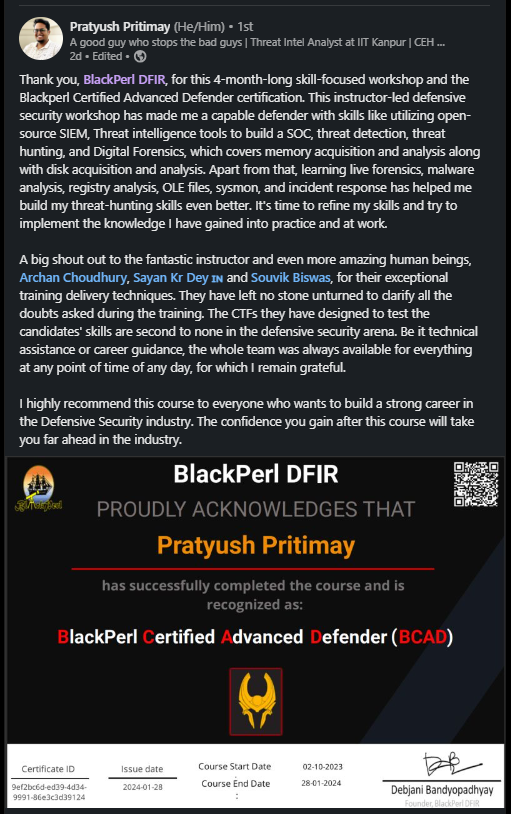 Pratyush Pritimay (He/Him) • 1st
A good guy who stops the bad guys | Threat Intel Analyst at IIT Kanpur | CEH ...
2d • Edited •
Thank you, BlackPerl DFIR, for this 4-month-long skill-focused workshop and the
Blackperl Certified Advanced Defender certification. This instructor-led defensive
security workshop has made me a capable defender with skills like utilizing open-
source SIEM, Threat intelligence tools to build a SOC, threat detection, threat
hunting, and Digital Forensics, which covers memory acquisition and analysis along
with disk acquisition and analysis. Apart from that, learning live forensics, malware
analysis, registry analysis, OLE files, sysmon, and incident response has helped me
build my threat-hunting skills even better. It's time to refine my skills and try to
implement the knowledge I have gained into practice and at work.
A big shout out to the fantastic instructor and even more amazing human beings,
Archan Choudhury, Sayan Kr Dey IN and Souvik Biswas, for their exceptional
training delivery techniques. They have left no stone unturned to clarify all the
doubts asked during the training. The CTFs they have designed to test the
candidates' skills are second to none in the defensive security arena. Be it technical
assistance or career guidance, the whole team was always available for everything
at any point of time of any day, for which I remain grateful.
I highly recommend this course to everyone who wants to build a strong career in
the Defensive Security industry. The confidence you gain after this course will take
you far ahead in the industry.
BlackPerl DFIR
PROUDLY ACKNOWLEDGES THAT
Pratyush Pritimay
has successfully completed the course and is
recognized as:
BlackPerl Certified Advanced Defender (BCAD)
Certificate ID
9ef2bc6d-ed39-4d34-
9991-86e3c3d39124
Issue date
2024-01-28
Course Start Date
:
02-10-2023
Course End Date
:
28-01-2024
Debjani Bandyopadhyay
Founder, BlackPerl DFIR